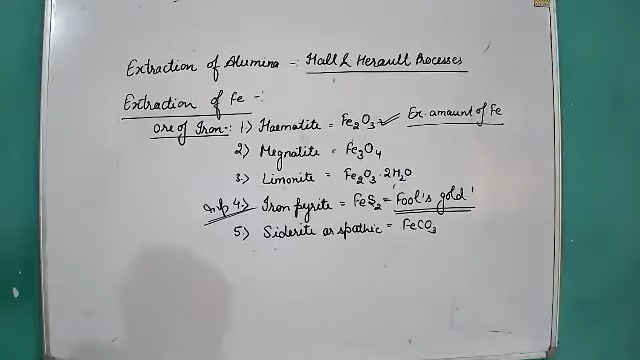 Extraction of Alumina -: Hall & Herault Processes
Extraction of Fe -:
Ore of Iron-: 1.) Haematite = Fe2O3 Ex. amount of Fe
2.) Megnatite = Fe3O4
3.) Limonite = Fe2O3.2H2O
Imp 4.) Iron pyrite = FeS2 = 'Fool's gold'
5.) Siderite or spathic = FeCO3